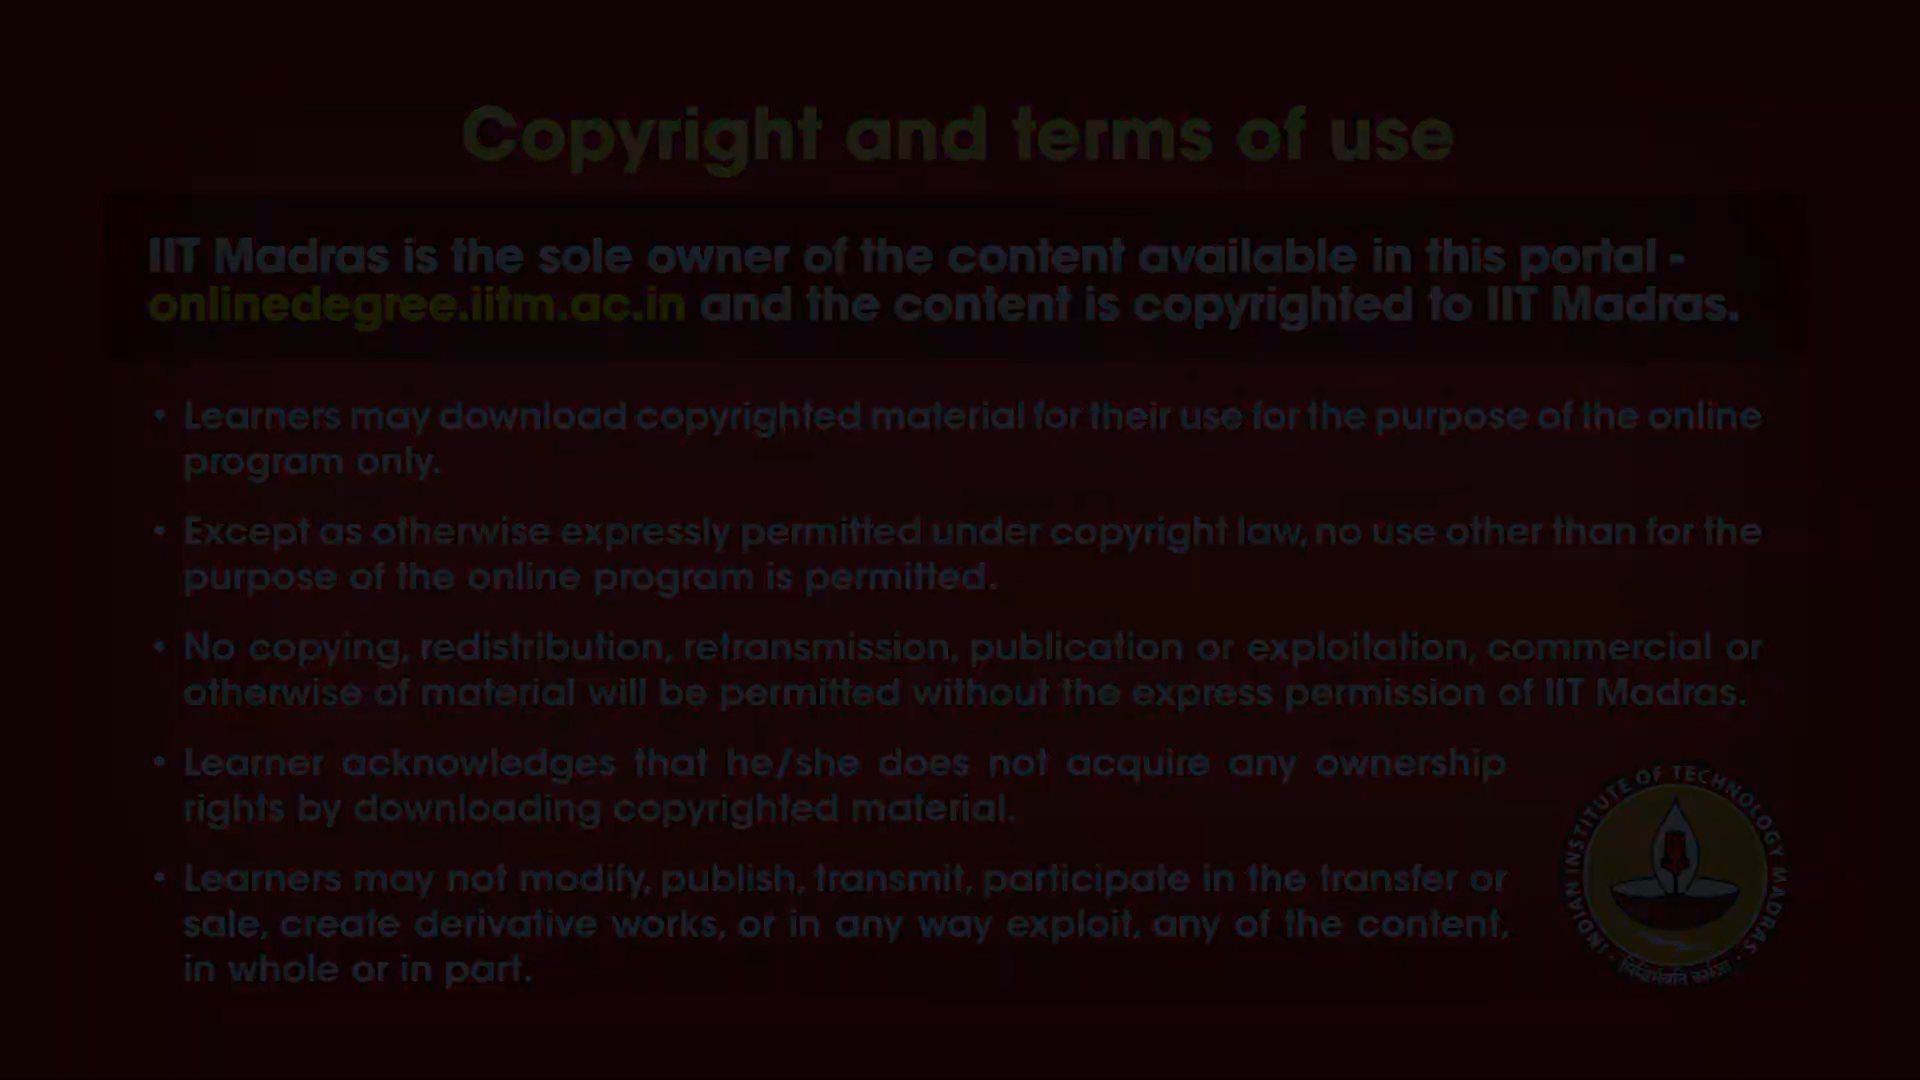 Copyright and terms of use
IIT Madras is the sole owner of the content available in this portal -
onlinedegree.iitm.ac.in and the content is copyrighted to IIT Madras.
• Learners may download copyrighted material for their use for the purpose of the online
program only.
• Except as otherwise expressly permitted under copyright law, no use other than for the
purpose of the online program is permitted.
• No copying, redistribution, retransmission, publication or exploitation, commercial or
otherwise of material will be permitted without the express permission of IIT Madras.
• Learner acknowledges that he/she does not acquire any ownership
rights by downloading copyrighted material.
• Learners may not modify, publish, transmit, participate in the transfer or
sale, create derivative works, or in any way exploit, any of the content,
in whole or in part.
INDIAN INSTITUTE OF TECHNOLOGY MADRAS